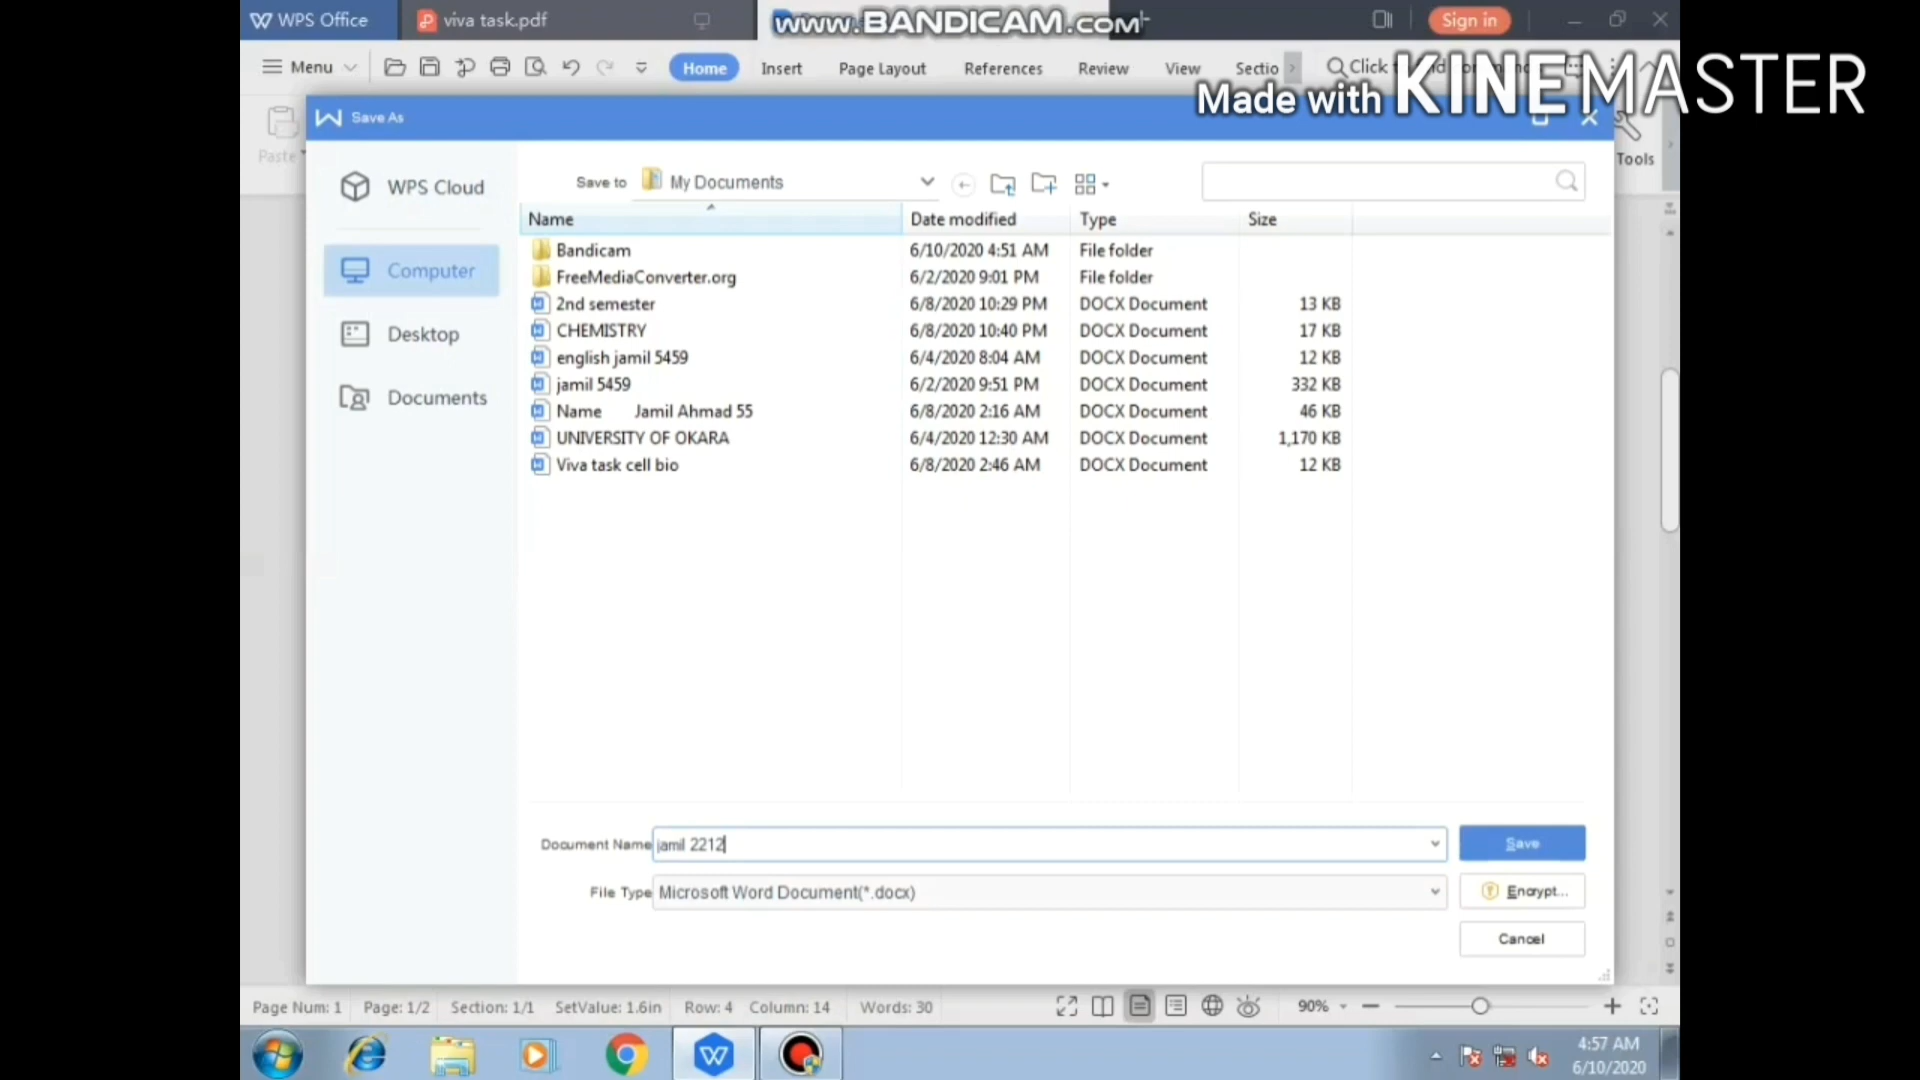 WPS Office viva task.pdf www.BANDICAM.com Sign in
Menu Home Insert Page Layout References Review View Sectio Click
Made with KINEMASTER
Paste Save As Tools
WPS Cloud
Computer
Desktop
Documents
Save to My Documents
Name Date modified Type Size
Bandicam 6/10/2020 4:51 AM File folder
FreeMediaConverter.org 6/2/2020 9:01 PM File folder
2nd semester 6/8/2020 10:29 PM DOCX Document 13 KB
CHEMISTRY 6/8/2020 10:40 PM DOCX Document 17 KB
english jamil 5459 6/4/2020 8:04 AM DOCX Document 12 KB
jamil 5459 6/2/2020 9:51 PM DOCX Document 332 KB
Name Jamil Ahmad 55 6/8/2020 2:16 AM DOCX Document 46 KB
UNIVERSITY OF OKARA 6/4/2020 12:30 AM DOCX Document 1,170 KB
Viva task cell bio 6/8/2020 2:46 AM DOCX Document 12 KB
Document Name jamil 2212 Save
File Type Microsoft Word Document(*.docx) Encrypt...
Cancel
Page Num: 1 Page: 1/2 Section: 1/1 SetValue: 1.6in Row: 4 Column: 14 Words: 30 90%
4:57 AM
6/10/2020